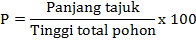 P = Panjang tajuk / Tinggi total pohon x 100